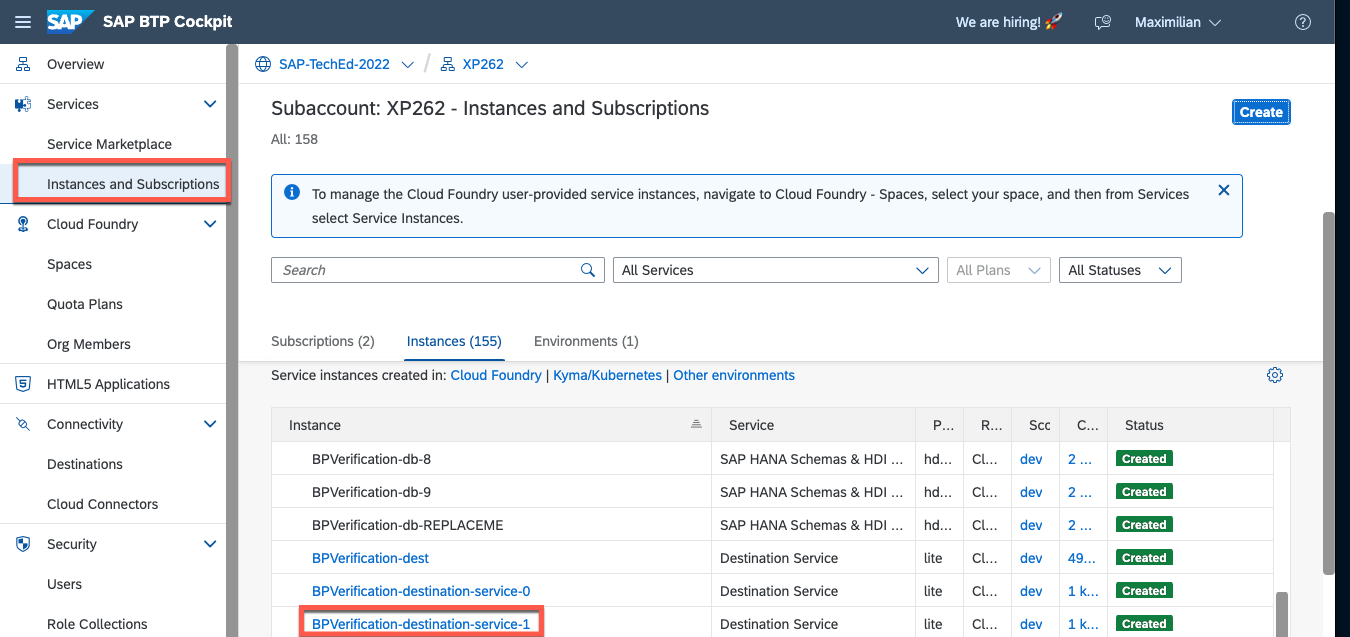 SAP SAP BTP Cockpit We are hiring! 🚀 Maximilian
Overview
Services
Service Marketplace
Instances and Subscriptions
Cloud Foundry
Spaces
Quota Plans
Org Members
HTML5 Applications
Connectivity
Destinations
Cloud Connectors
Security
Users
Role Collections
SAP-TechEd-2022 / XP262
Subaccount: XP262 - Instances and Subscriptions
Create
All: 158
To manage the Cloud Foundry user-provided service instances, navigate to Cloud Foundry - Spaces, select your space, and then from Services
select Service Instances.
Search All Services All Plans All Statuses
Subscriptions (2) Instances (155) Environments (1)
Service instances created in: Cloud Foundry | Kyma/Kubernetes | Other environments
Instance Service P... R... Sco C... Status
BPVerification-db-8 SAP HANA Schemas & HDI ... hd... Cl... dev 2 ... Created
BPVerification-db-9 SAP HANA Schemas & HDI ... hd... Cl... dev 2 ... Created
BPVerification-db-REPLACEME SAP HANA Schemas & HDI ... hd... Cl... dev 2 ... Created
BPVerification-dest Destination Service lite Cl... dev 49... Created
BPVerification-destination-service-0 Destination Service lite Cl... dev 1 k... Created
BPVerification-destination-service-1 Destination Service lite Cl... dev 1 k... Created